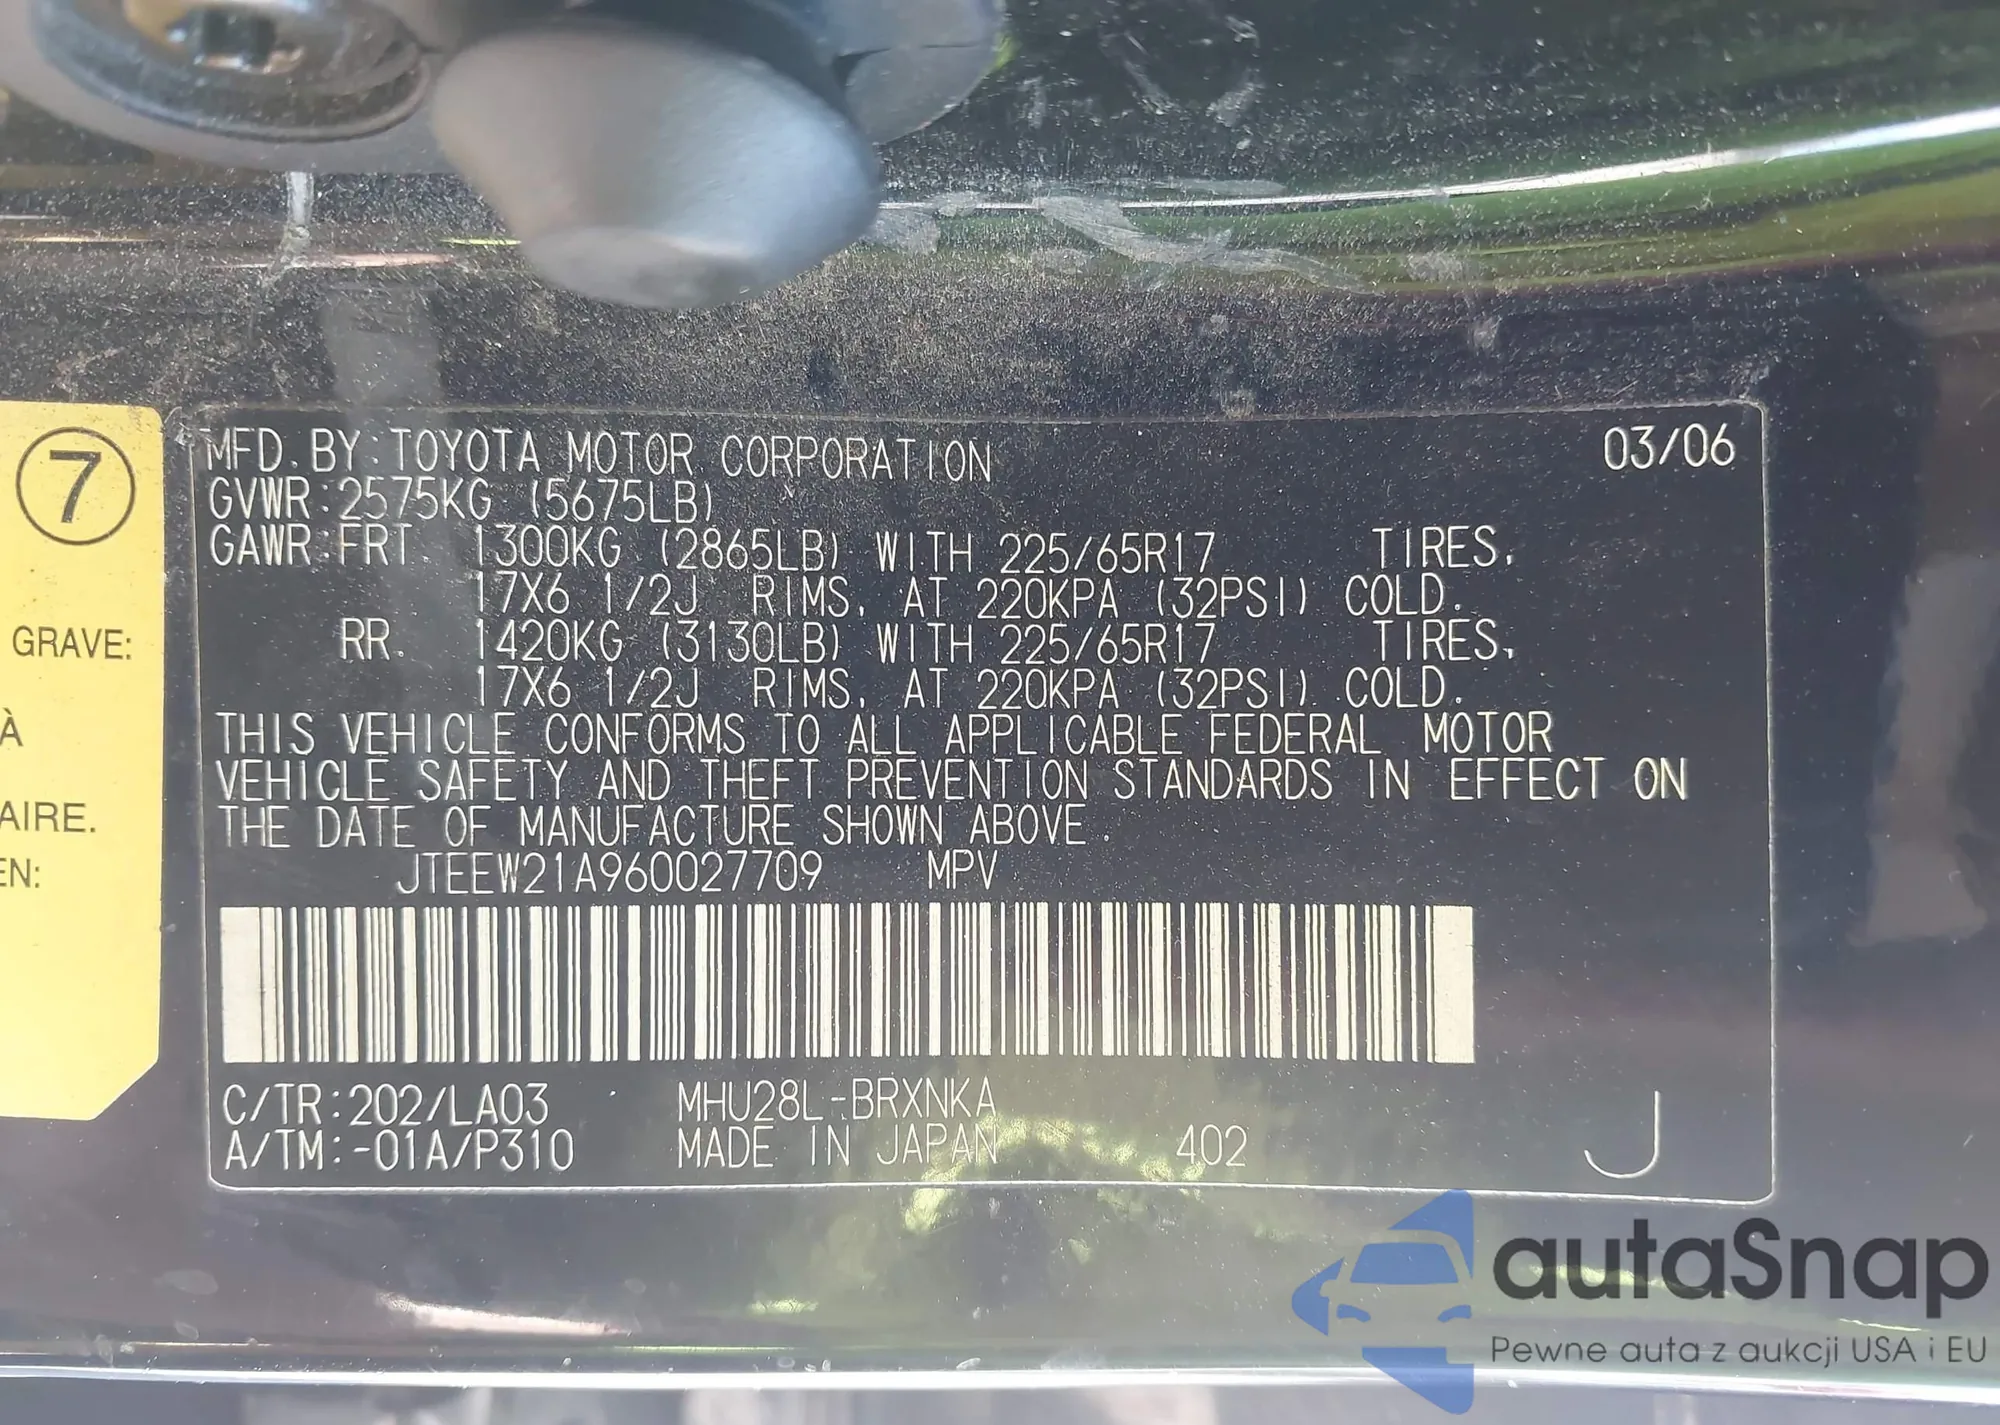 7
GRAVE:
À
AIRE.
EN:
MFD. BY: TOYOTA MOTOR CORPORATION 03/06
GVWR: 2575KG (5675LB)
GAWR: FRT. 1300KG (2865LB) WITH 225/65R17 TIRES,
17X6 1/2J RIMS, AT 220KPA (32PSI) COLD.
RR. 1420KG (3130LB) WITH 225/65R17 TIRES,
17X6 1/2J RIMS, AT 220KPA (32PSI) COLD.
THIS VEHICLE CONFORMS TO ALL APPLICABLE FEDERAL MOTOR
VEHICLE SAFETY AND THEFT PREVENTION STANDARDS IN EFFECT ON
THE DATE OF MANUFACTURE SHOWN ABOVE.
JTEEW21A960027709 MPV
C/TR: 202/LA03 MHU28L-BRXNKA
A/TM: -01A/P310 MADE IN JAPAN 402 J
autaSnap
Pewne auta z aukcji USA i EU